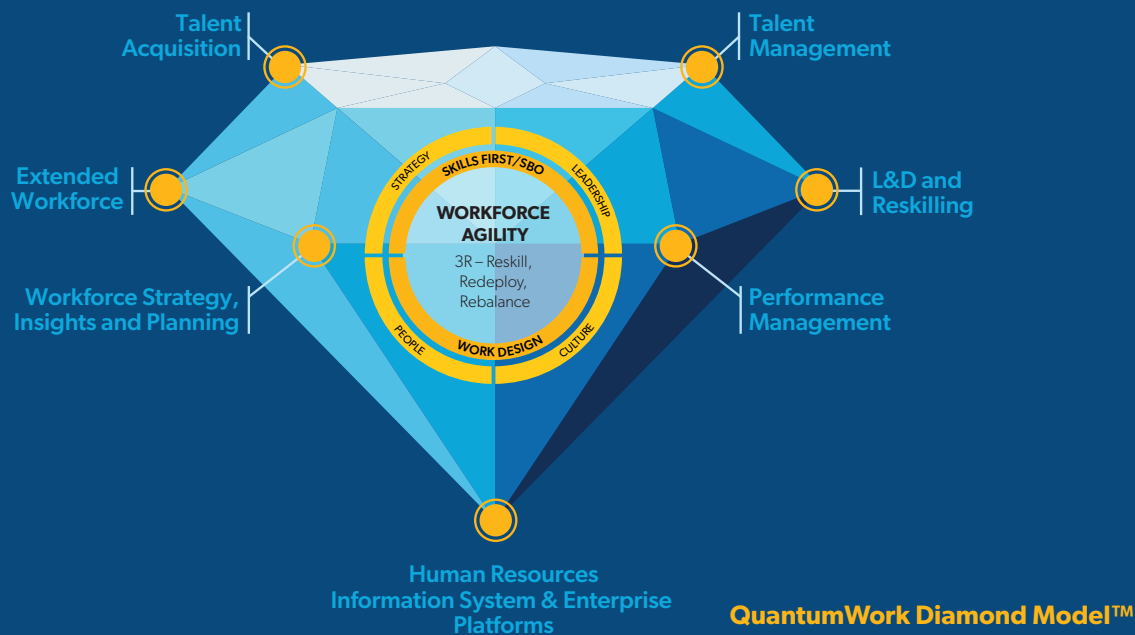 Talent
Acquisition
Talent
Management
Extended
Workforce
L&D and
Reskilling
STRATEGY
SKILLS FIRST/SBO
LEADERSHIP
WORKFORCE
AGILITY
3R – Reskill,
Redeploy,
Rebalance
Workforce Strategy,
Insights and Planning
Performance
Management
PEOPLE
WORK DESIGN
CULTURE
Human Resources
Information System & Enterprise
Platforms
QuantumWork Diamond Model™